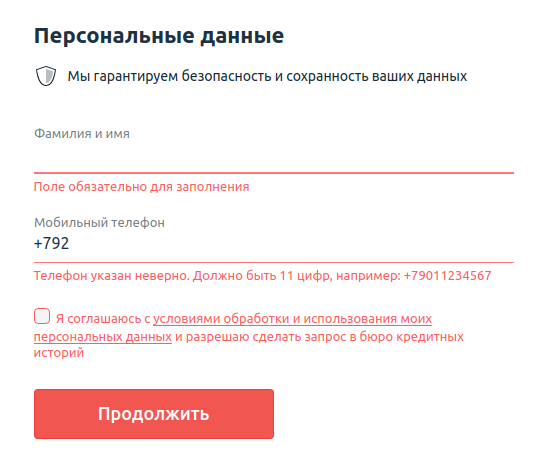 Персональные данные
Мы гарантируем безопасность и сохранность ваших данных
Фамилия и имя
Поле обязательно для заполнения
Мобильный телефон
+792
Телефон указан неверно. Должно быть 11 цифр, например: +79011234567
Я соглашаюсь с условиями обработки и использования моих
персональных данных и разрешаю сделать запрос в бюро кредитных
историй
Продолжить